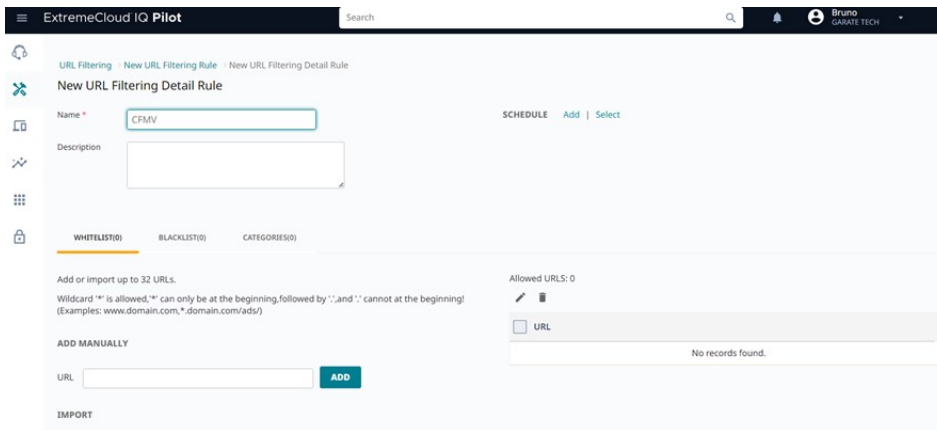 ExtremeCloud IQ Pilot
Search
Bruno
GARATE TECH
URL Filtering > New URL Filtering Rule > New URL Filtering Detail Rule
New URL Filtering Detail Rule
Name *
CFMV
SCHEDULE Add | Select
Description
WHITELIST(0) BLACKLIST(0) CATEGORIES(0)
Add or import up to 32 URLs.
Wildcard '*' is allowed,'*' can only be at the beginning,followed by '.',and '.' cannot at the beginning!
(Examples: www.domain.com,*.domain.com/ads/)
Allowed URLS: 0
URL
No records found.
ADD MANUALLY
URL
ADD
IMPORT